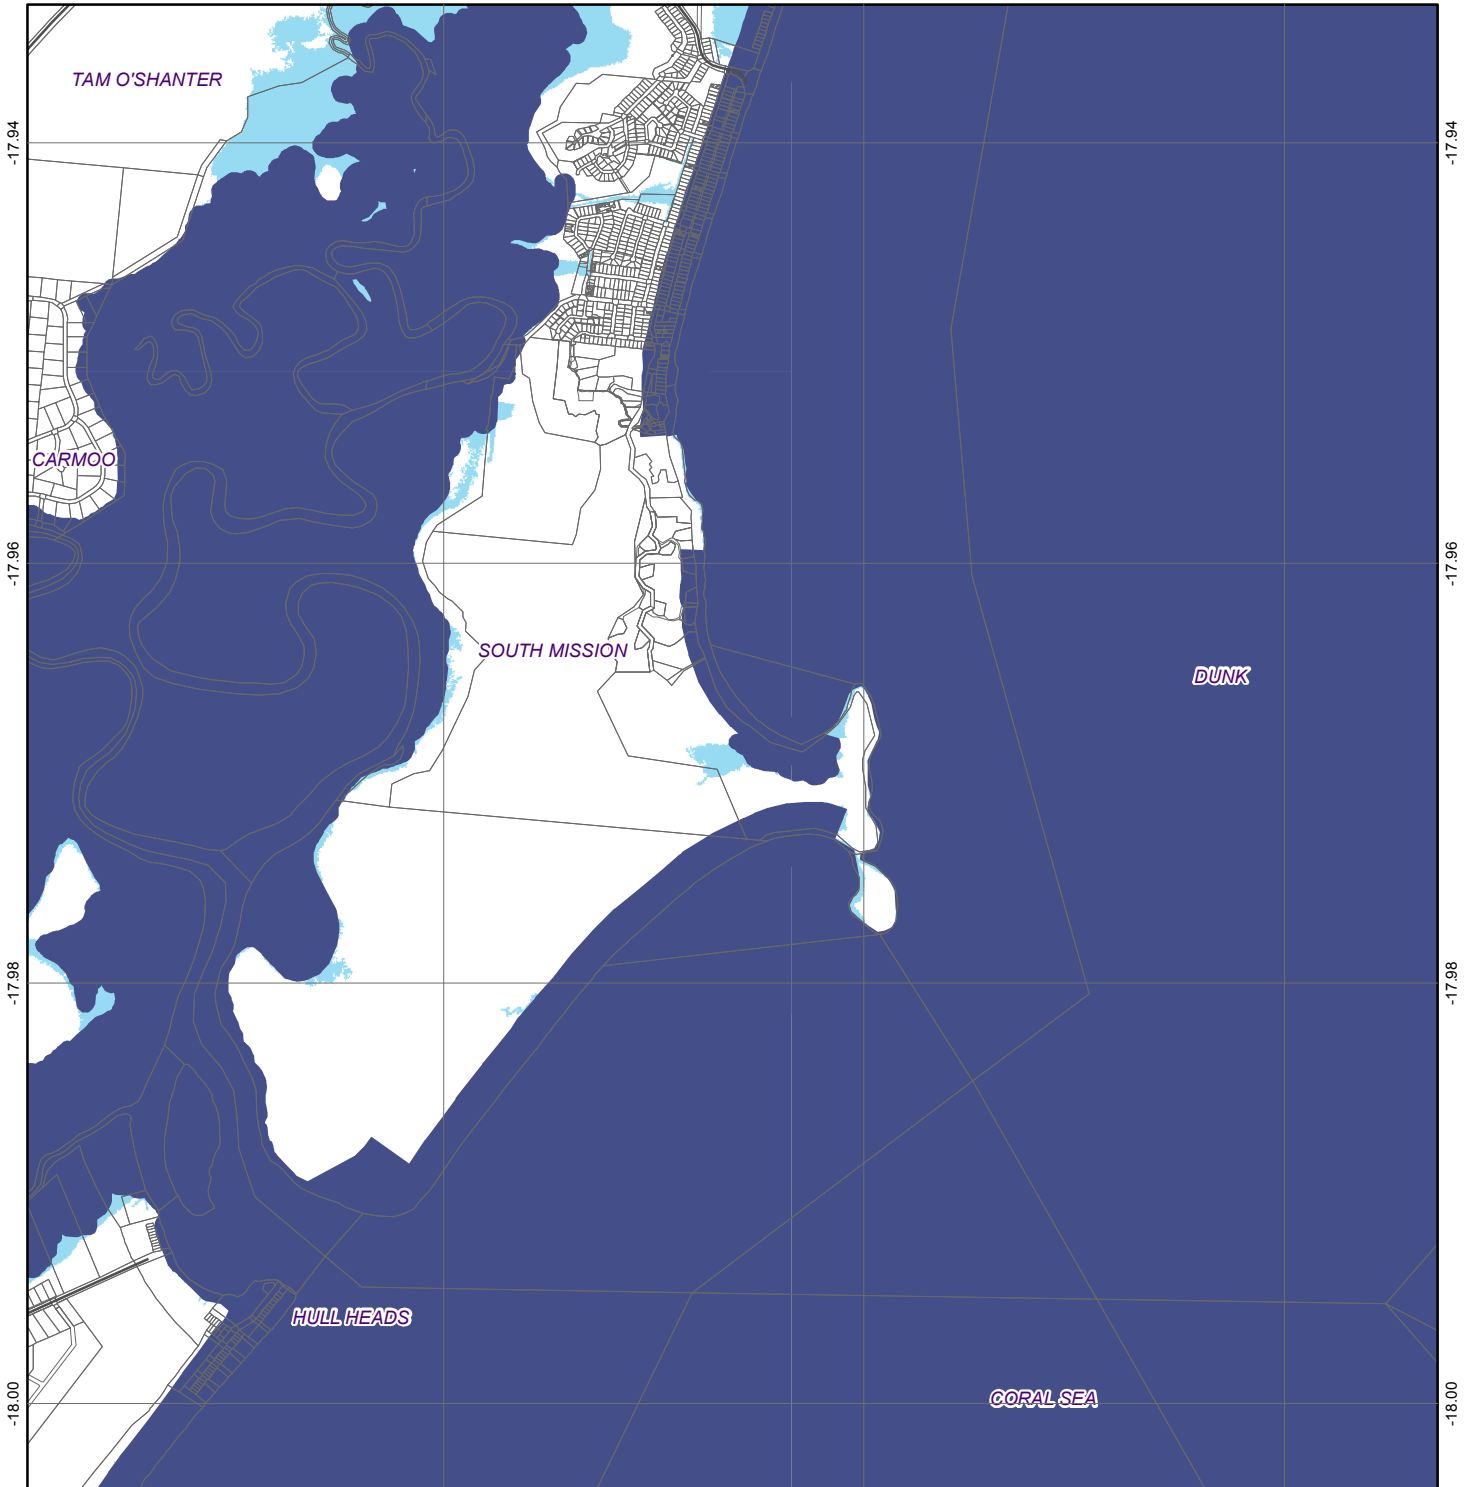 TAM O'SHANTER
-17.94
-17.94
CARMOO
-17.96
-17.96
SOUTH MISSION
DUNK
-17.98
-17.98
HULL HEADS
-18.00
CORAL SEA
-18.00